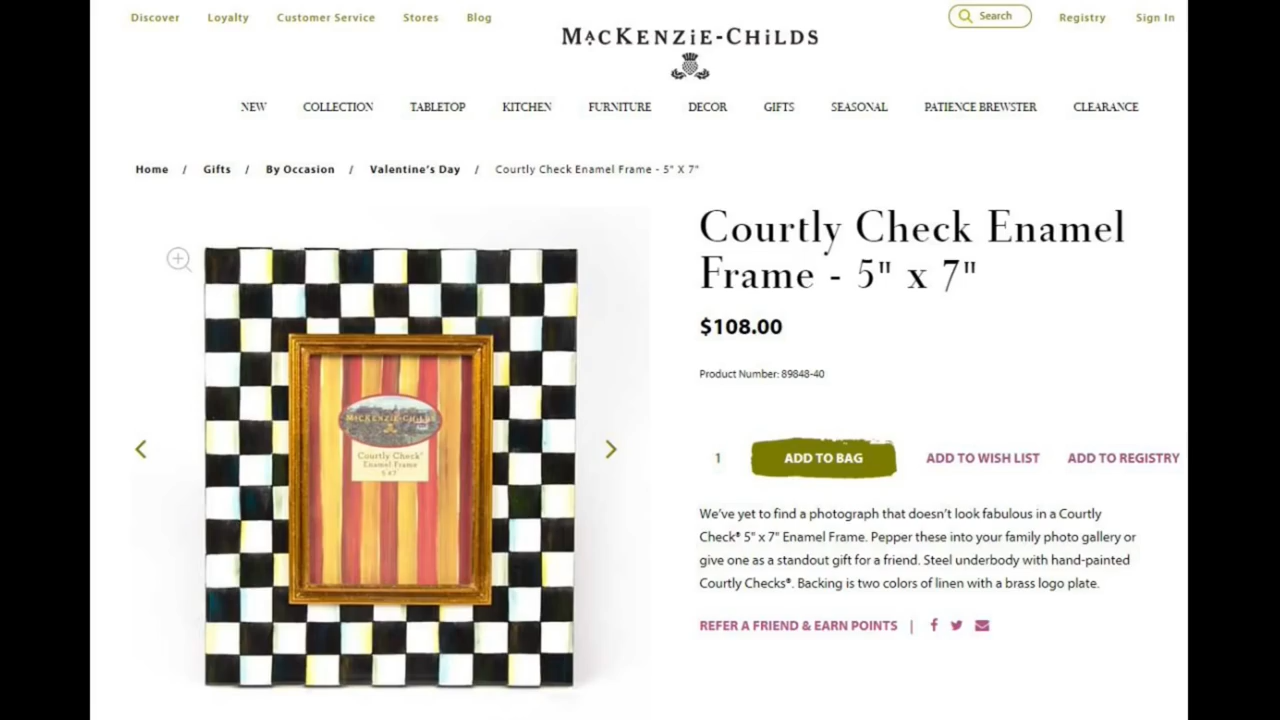 Discover Loyalty Customer Service Stores Blog Search Registry Sign In
MACKENZiE-CHiLDS
NEW COLLECTION TABLETOP KITCHEN FURNITURE DECOR GIFTS SEASONAL PATIENCE BREWSTER CLEARANCE
Home / Gifts / By Occasion / Valentine's Day / Courtly Check Enamel Frame - 5" X 7"
MACKENZiE-CHiLDS
Courtly Check®
Enamel Frame
5 x 7
Courtly Check Enamel
Frame - 5" x 7"
$108.00
Product Number: 89848-40
1 ADD TO BAG ADD TO WISH LIST ADD TO REGISTRY
We've yet to find a photograph that doesn't look fabulous in a Courtly
Check® 5" x 7" Enamel Frame. Pepper these into your family photo gallery or
give one as a standout gift for a friend. Steel underbody with hand-painted
Courtly Checks®. Backing is two colors of linen with a brass logo plate.
REFER A FRIEND & EARN POINTS |